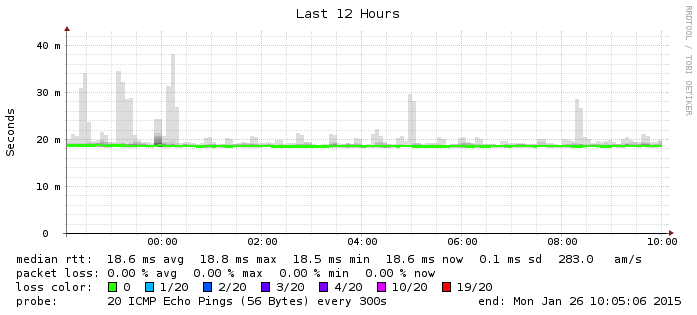 Last 12 Hours
RRDTOOL / TOBI OETIKER
Seconds
40 m
30 m
20 m
10 m
0
00:00 02:00 04:00 06:00 08:00 10:00
median rtt: 18.6 ms avg 18.8 ms max 18.5 ms min 18.6 ms now 0.1 ms sd 283.0 am/s
packet loss: 0.00 % avg 0.00 % max 0.00 % min 0.00 % now
loss color: 0 1/20 2/20 3/20 4/20 10/20 19/20
probe: 20 ICMP Echo Pings (56 Bytes) every 300s end: Mon Jan 26 10:05:06 2015